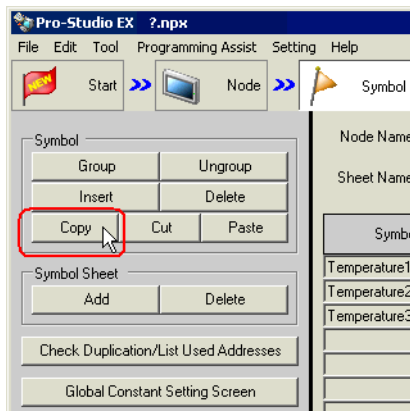 Pro-Studio EX ?.npx
File Edit Tool Programming Assist Setting Help
NEW Start Node Symbol
Symbol
Group Ungroup
Insert Delete
Copy Cut Paste
Symbol Sheet
Add Delete
Check Duplication/List Used Addresses
Global Constant Setting Screen
Node Name
Sheet Name
Symbo
Temperature1
Temperature2
Temperature3